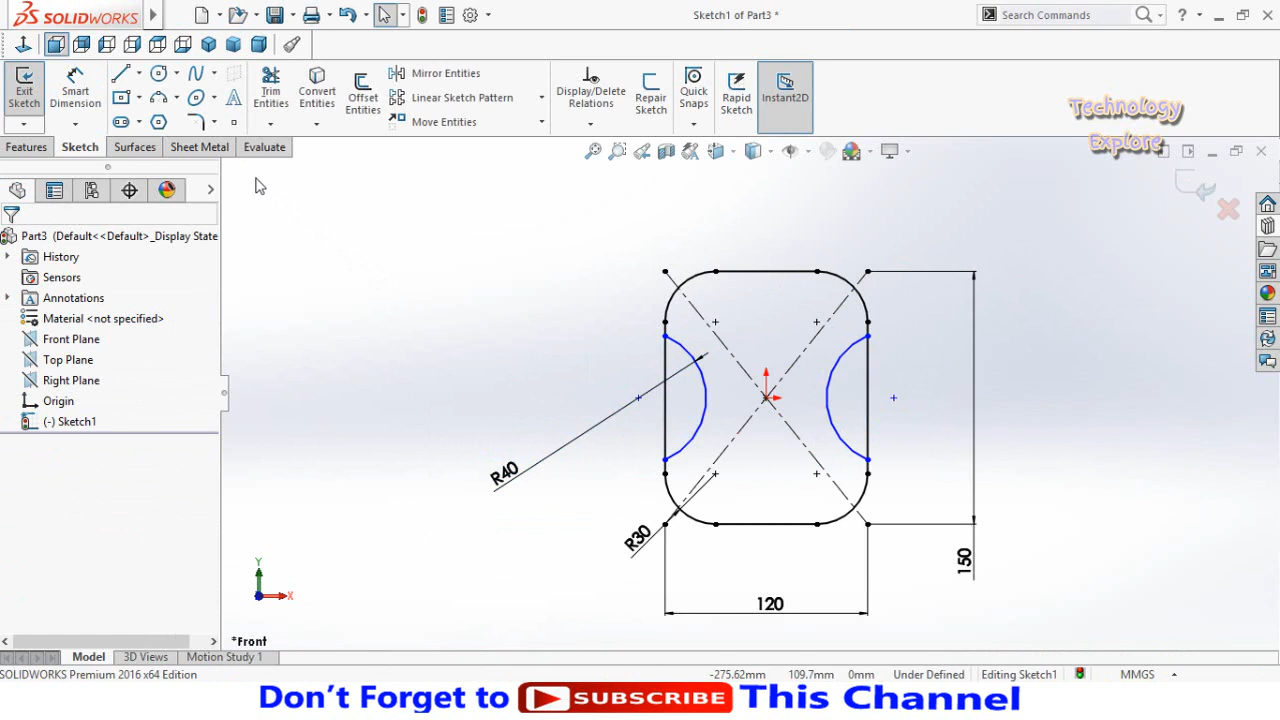 SOLIDWORKS
Sketch1 of Part3 *
Search Commands
?
Exit Sketch
Smart Dimension
Trim Entities
Convert Entities
Offset Entities
Mirror Entities
Linear Sketch Pattern
Move Entities
Display/Delete Relations
Repair Sketch
Quick Snaps
Rapid Sketch
Instant2D
Technology
Explore
Features
Sketch
Surfaces
Sheet Metal
Evaluate
Part3 (Default<<Default>_Display State
History
Sensors
Annotations
Material <not specified>
Front Plane
Top Plane
Right Plane
Origin
(-) Sketch1
R40
R30
150
120
Y
X
*Front
Model
3D Views
Motion Study 1
SOLIDWORKS Premium 2016 x64 Edition
-275.62mm
109.7mm
0mm
Under Defined
Editing Sketch1
MMGS
Don't Forget to SUBSCRIBE This Channel